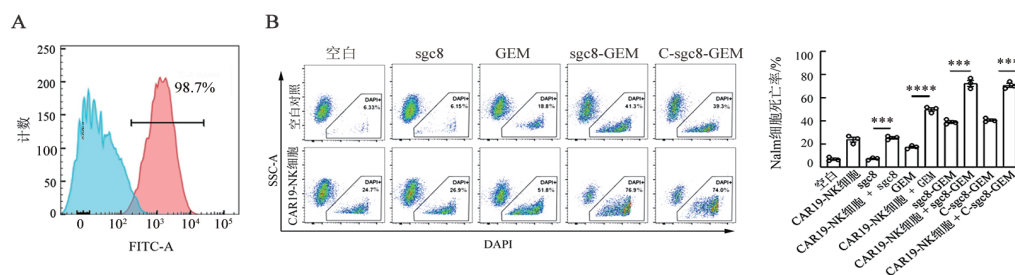 A
250
200
150
100
50
0
计数
98.7%
0
10²
10³
10⁴
10⁵
FITC-A
B
空白
sgc8
GEM
sgc8-GEM
C-sgc8-GEM
空白对照
DAPI+
6.33%
DAPI+
6.15%
DAPI+
18.8%
DAPI+
41.3%
DAPI+
39.3%
SSC-A
CAR19-NK细胞
DAPI+
24.7%
DAPI+
26.9%
DAPI+
51.8%
DAPI+
76.9%
DAPI+
74.0%
DAPI
Nalm细胞死亡率/%
100
80
60
40
20
0
***
****
***
***
空白
CAR19-NK细胞
sgc8
CAR19-NK细胞 + sgc8
GEM
CAR19-NK细胞 + GEM
sgc8-GEM
CAR19-NK细胞 + sgc8-GEM
C-sgc8-GEM
CAR19-NK细胞 + C-sgc8-GEM